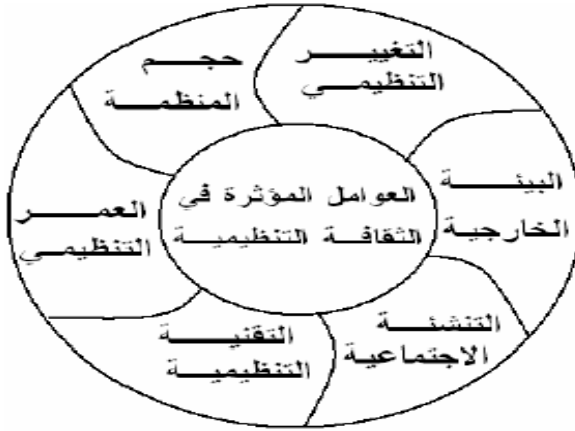 العوامل المؤثرة في
الثقافة التنظيمية
التغيير
التنظيمي
البيئة
الخارجية
التنشئة
الاجتماعية
التقنية
التنظيمية
العمر
التنظيمي
حجم
المنظمة